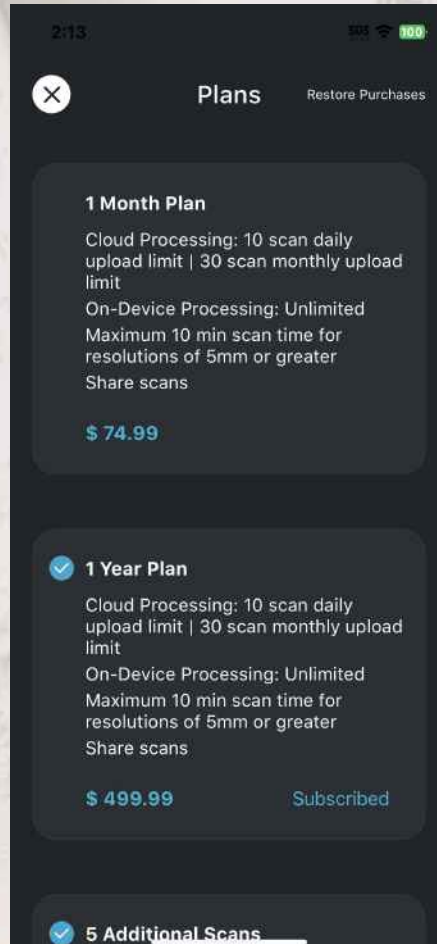 2:13
SOS
100
Plans
Restore Purchases
1 Month Plan
Cloud Processing: 10 scan daily
upload limit | 30 scan monthly upload
limit
On-Device Processing: Unlimited
Maximum 10 min scan time for
resolutions of 5mm or greater
Share scans
$ 74.99
1 Year Plan
Cloud Processing: 10 scan daily
upload limit | 30 scan monthly upload
limit
On-Device Processing: Unlimited
Maximum 10 min scan time for
resolutions of 5mm or greater
Share scans
$ 499.99
Subscribed
5 Additional Scans